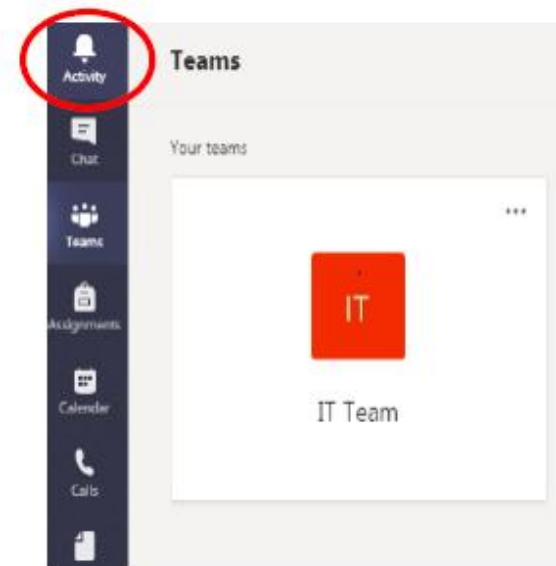 Activity
Teams
Chat
Your teams
Teams
...
IT
Assignments
Calendar
IT Team
Calls